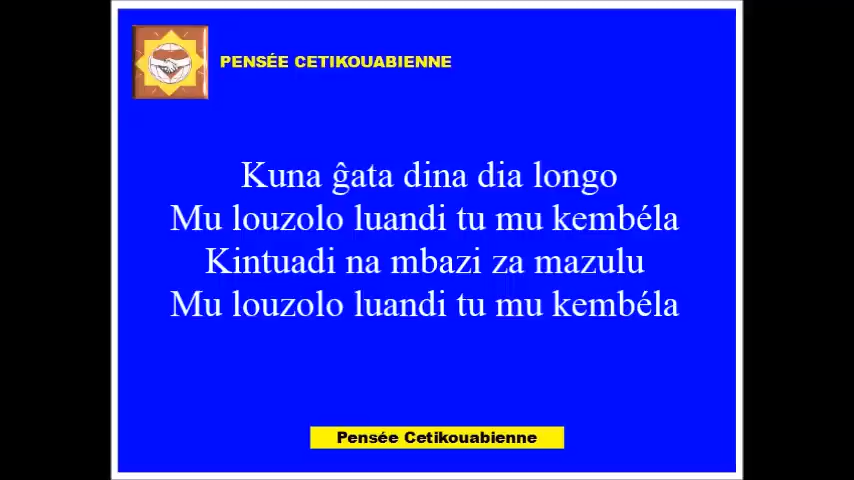 PENSÉE CETIKOUABIENNE
Kuna ĝata dina dia longo
Mu louzolo luandi tu mu kembéla
Kintuadi na mbazi za mazulu
Mu louzolo luandi tu mu kembéla
Pensée Cetikouabienne